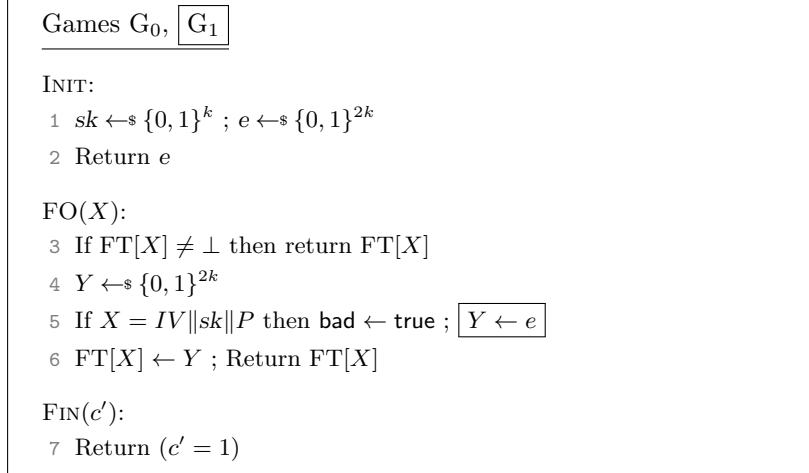 Games G₀, G₁
INIT:
1 sk ←$ {0, 1}ᵏ ; e ←$ {0, 1}²ᵏ
2 Return e
FO(X):
3 If FT[X] ≠ ⊥ then return FT[X]
4 Y ←$ {0, 1}²ᵏ
5 If X = IV∥sk∥P then bad ← true ; Y ← e
6 FT[X] ← Y ; Return FT[X]
FIN(c′):
7 Return (c′ = 1)